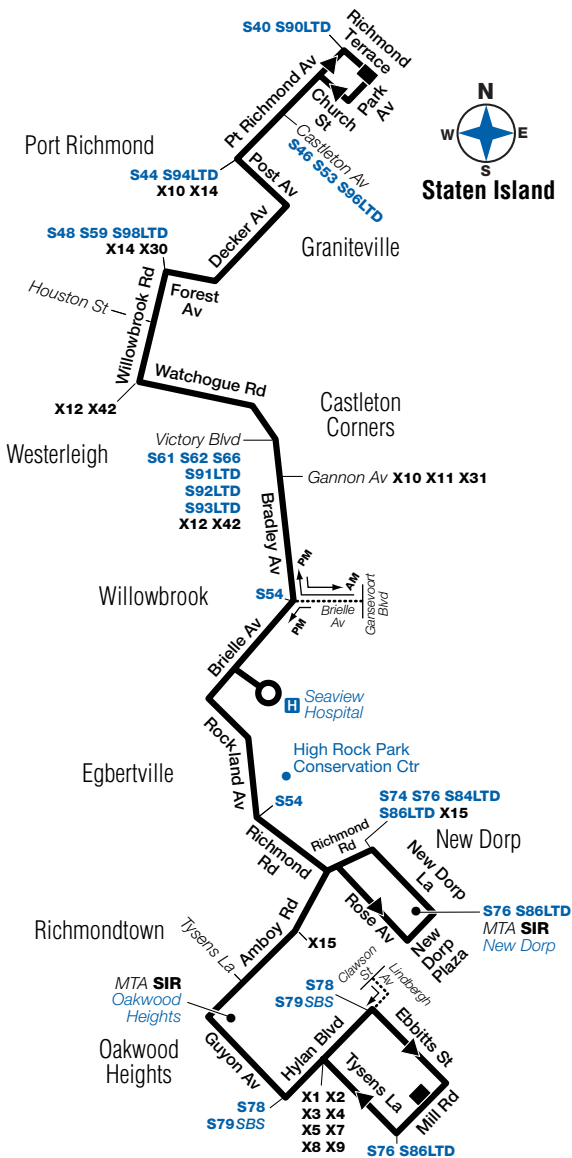 S40 S90LTD
Richmond
Terrace
Pt Richmond Av
Church
St
Park
Av
N
W
E
S
Staten Island
Port Richmond
Castleton Av
S46 S53 S96LTD
S44 S94LTD
X10 X14
Post Av
Decker Av
Graniteville
S48 S59 S98LTD
X14 X30
Forest
Av
Houston St
Willowbrook Rd
Watchogue Rd
X12 X42
Castleton
Corners
Westerleigh
Victory Blvd
S61 S62 S66
S91LTD
S92LTD
S93LTD
X12 X42
Gannon Av X10 X11 X31
Bradley Av
PM
AM
Willowbrook
S54
Brielle
Av
Gansevoort
Blvd
PM
Brielle Av
H
Seaview
Hospital
Rockland Av
High Rock Park
Conservation Ctr
Egbertville
S54
S74 S76 S84LTD
S86LTD X15
Richmond
Rd
Richmond
Rd
New Dorp
New Dorp
La
Rose Av
New
Dorp
Plaza
S76 S86LTD
MTA SIR
New Dorp
Richmondtown
Amboy Rd
X15
Tysens La
MTA SIR
Oakwood
Heights
Oakwood
Heights
Guyon Av
Clawson
St
Lindbergh
Av
S78
S79SBS
Hylan Blvd
Ebbitts St
Tysens La
Mill Rd
S78
S79SBS
X1 X2
X3 X4
X5 X7
X8 X9
S76 S86LTD